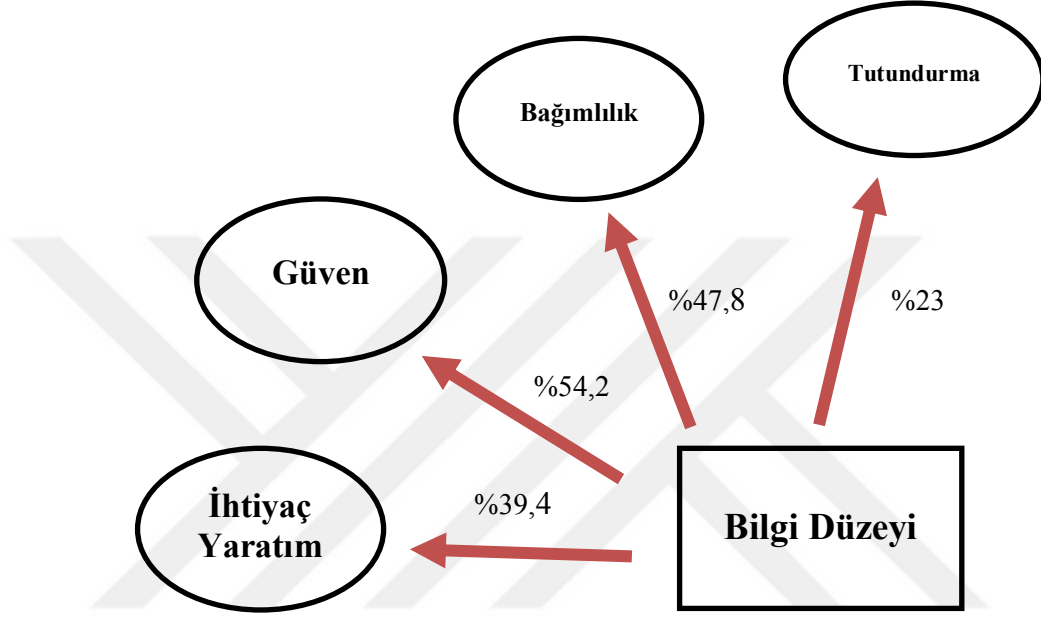 Tutundurma
Bağımlılık
Güven
%47,8
%23
%54,2
İhtiyaç
Yaratım
%39,4
Bilgi Düzeyi